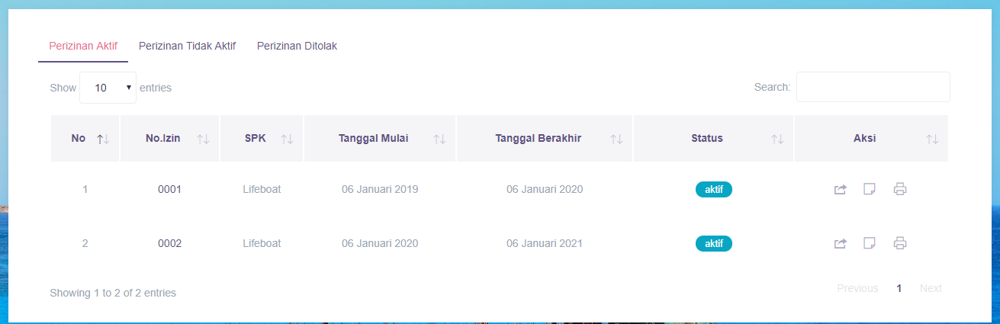 Perizinan Aktif Perizinan Tidak Aktif Perizinan Ditolak
Show 10 entries Search:
No No.Izin SPK Tanggal Mulai Tanggal Berakhir Status Aksi
1 0001 Lifeboat 06 Januari 2019 06 Januari 2020 aktif
2 0002 Lifeboat 06 Januari 2020 06 Januari 2021 aktif
Showing 1 to 2 of 2 entries Previous 1 Next